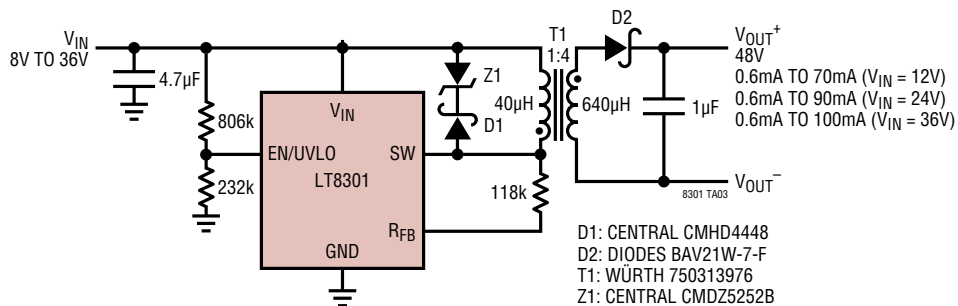 VIN
8V TO 36V
4.7µF
806k
232k
VIN
EN/UVLO
SW
LT8301
RFB
GND
Z1
D1
118k
T1
1:4
40µH
640µH
D2
1µF
VOUT+
48V
0.6mA TO 70mA (VIN = 12V)
0.6mA TO 90mA (VIN = 24V)
0.6mA TO 100mA (VIN = 36V)
VOUT–
8301 TA03
D1: CENTRAL CMHD4448
D2: DIODES BAV21W-7-F
T1: WÜRTH 750313976
Z1: CENTRAL CMDZ5252B